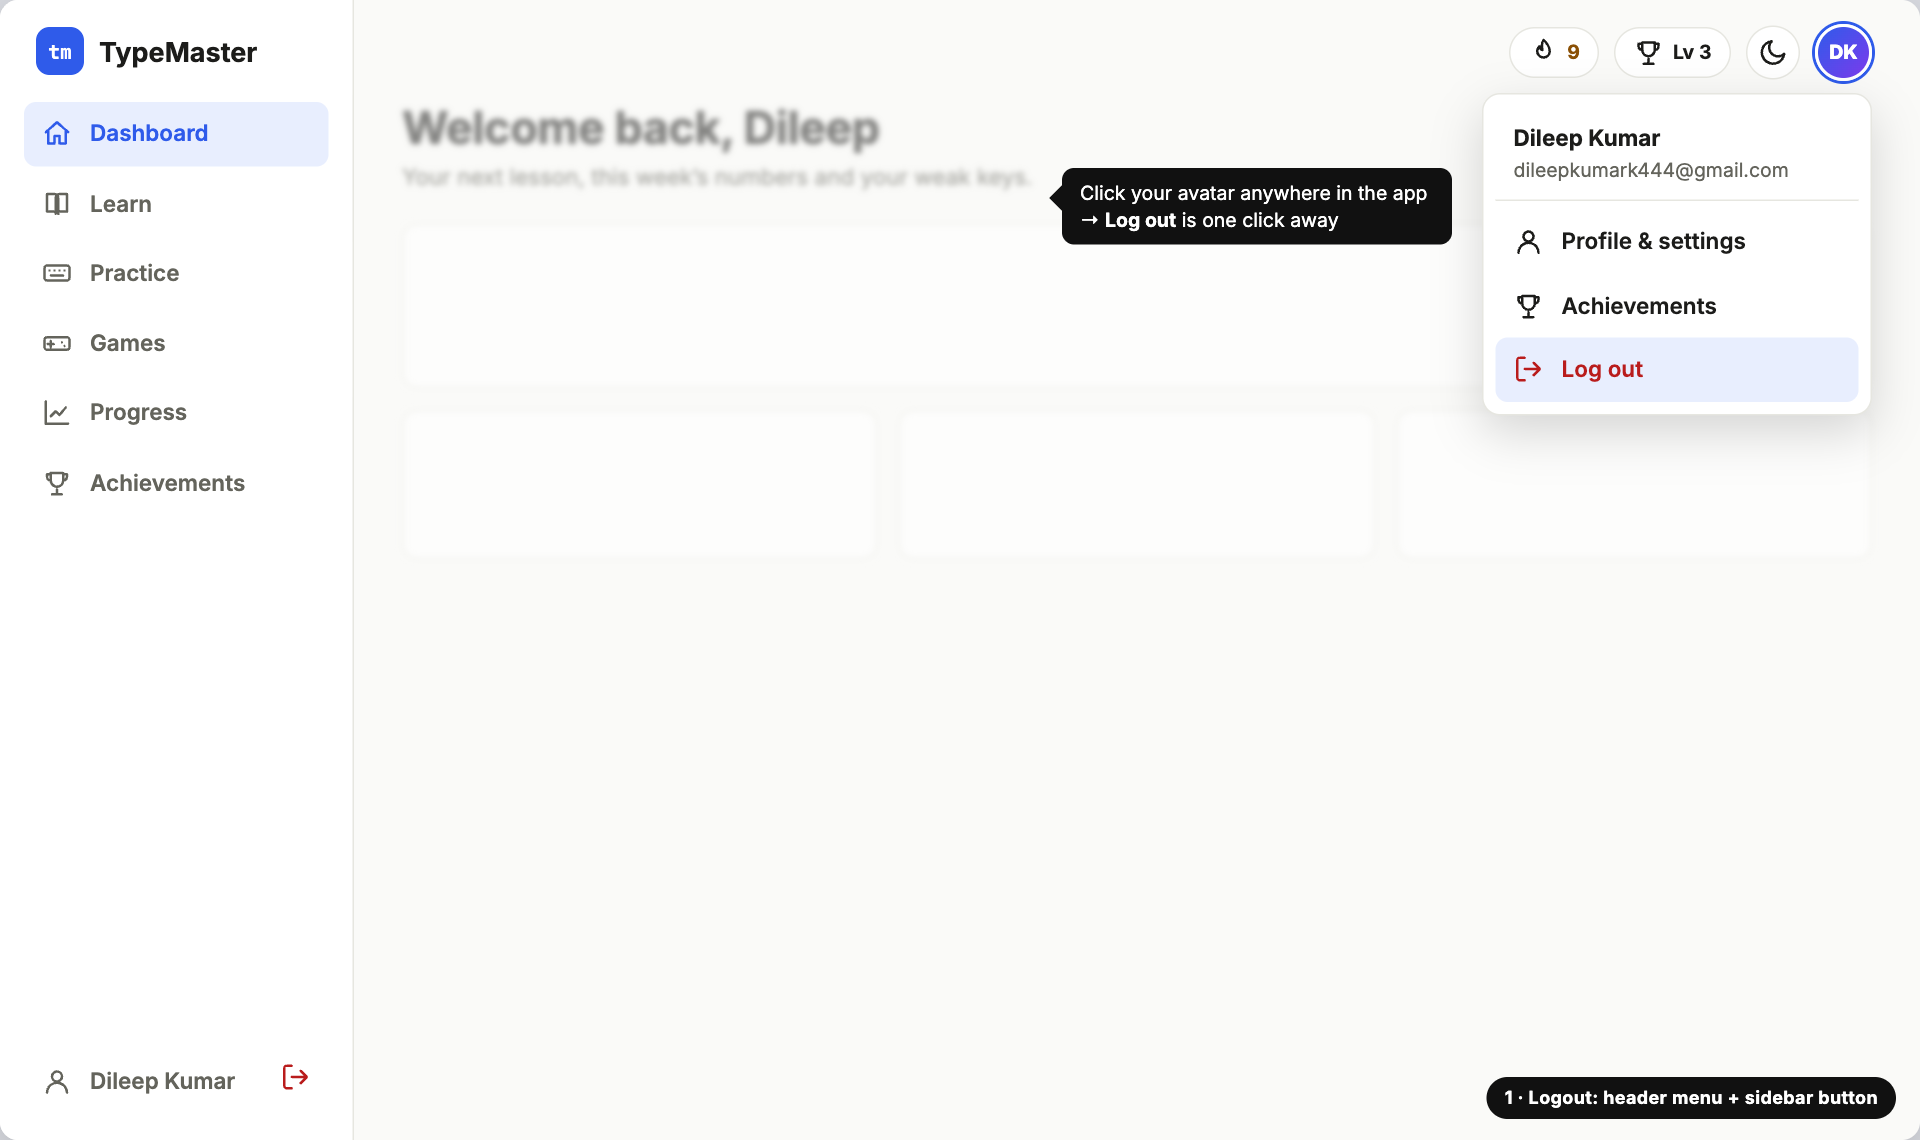 tm TypeMaster
Dashboard
Learn
Practice
Games
Progress
Achievements
Dileep Kumar
9
Lv 3
DK
Welcome back, Dileep
Your next lesson, this week's numbers and your weak keys.
Click your avatar anywhere in the app
→ Log out is one click away
Dileep Kumar
dileepkumark444@gmail.com
Profile & settings
Achievements
Log out
1 · Logout: header menu + sidebar button